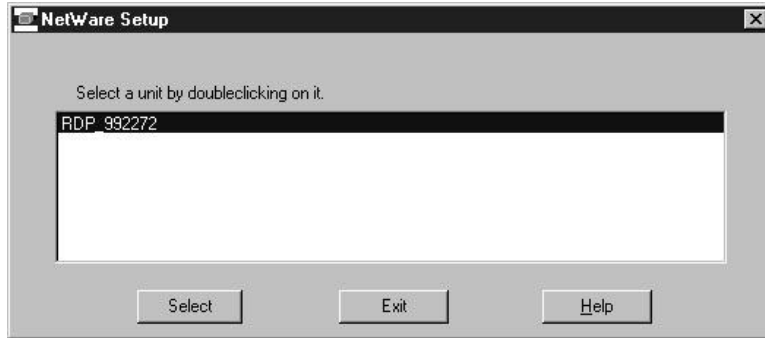 NetWare Setup
Select a unit by doubleclicking on it.
RDP_992272
Select Exit Help